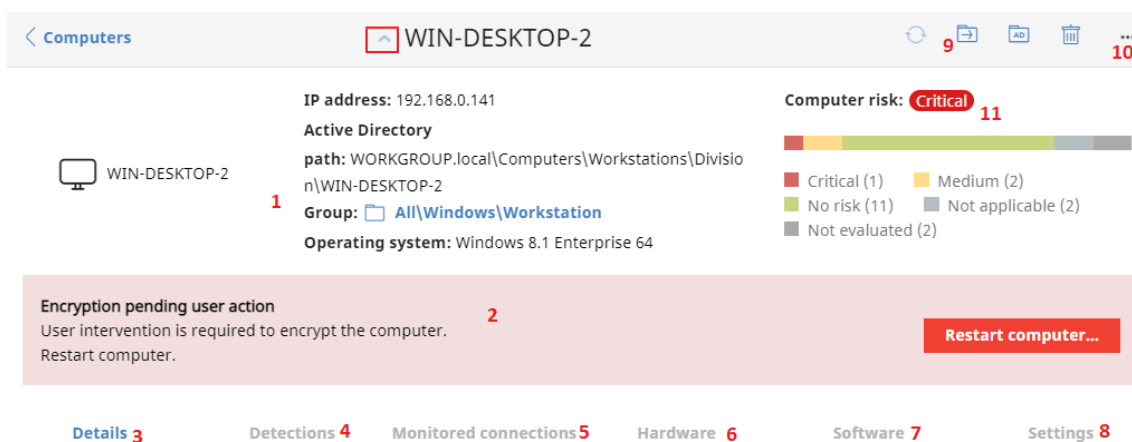 Computers
WIN-DESKTOP-2
9
AD
...
10
IP address: 192.168.0.141
Active Directory
path: WORKGROUP.local\Computers\Workstations\Divisio
n\WIN-DESKTOP-2
Group: All\Windows\Workstation
Operating system: Windows 8.1 Enterprise 64
WIN-DESKTOP-2
1
Computer risk: Critical
11
Critical (1) Medium (2)
No risk (11) Not applicable (2)
Not evaluated (2)
Encryption pending user action
User intervention is required to encrypt the computer.
Restart computer.
2
Restart computer...
Details 3 Detections 4 Monitored connections 5 Hardware 6 Software 7 Settings 8